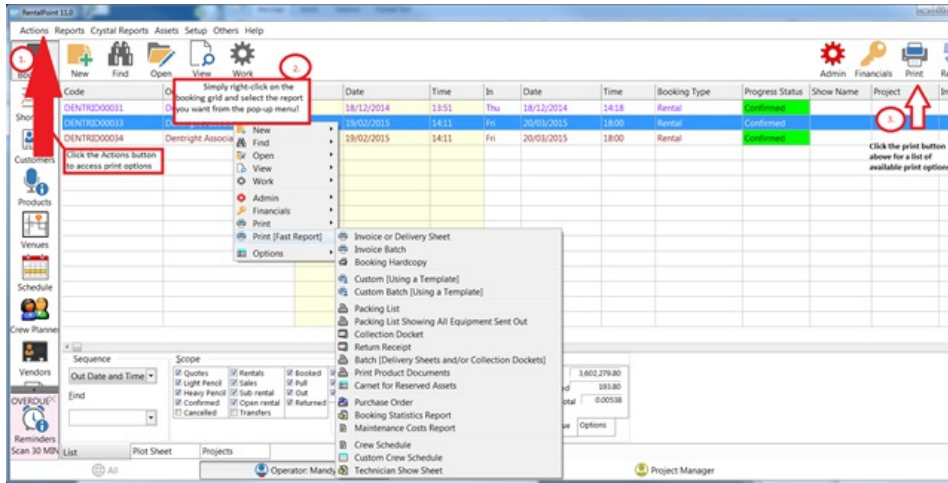 RentalPoint 11.0
Actions Reports Crystal Reports Assets Setup Others Help
New Find Open View Work Admin Financials Print
1.
2.
Simply right-click on the
booking grid and select the report
you want from the pop-up menu!
Code Date Time In Date Time Booking Type Progress Status Show Name Project
DENTRID00031 18/12/2014 13:51 Thu 18/12/2014 14:18 Rental Confirmed
DENTRID00033 19/02/2015 14:11 Fri 20/03/2015 18:00 Rental Confirmed
DENTRID00034 Dentright Associa 19/02/2015 14:11 Fri 20/03/2015 18:00 Rental Confirmed
3.
Click the print button
above for a list of
available print options
Click the Actions button
to access print options
Customers
Products
Venues
Schedule
Crew Planner
Vendors
OVERDUE
Reminders
Scan 30 MIN
New
Find
Open
View
Work
Admin
Financials
Print
Print [Fast Report]
Options
Invoice or Delivery Sheet
Invoice Batch
Booking Hardcopy
Custom [Using a Template]
Custom Batch [Using a Template]
Packing List
Packing List Showing All Equipment Sent Out
Collection Docket
Return Receipt
Batch [Delivery Sheets and/or Collection Dockets]
Print Product Documents
Carnet for Reserved Assets
Purchase Order
Booking Statistics Report
Maintenance Costs Report
Crew Schedule
Custom Crew Schedule
Technician Show Sheet
Sequence
Out Date and Time
Find
Scope
Quotes Rentals Booked
Light Pencil Sales Pull
Heavy Pencil Sub rental Out
Confirmed Open rental Returned
Cancelled Transfers
3,602,279.80
193.80
0.00538
Options
List Plot Sheet Projects
All Operator: Mandy Project Manager